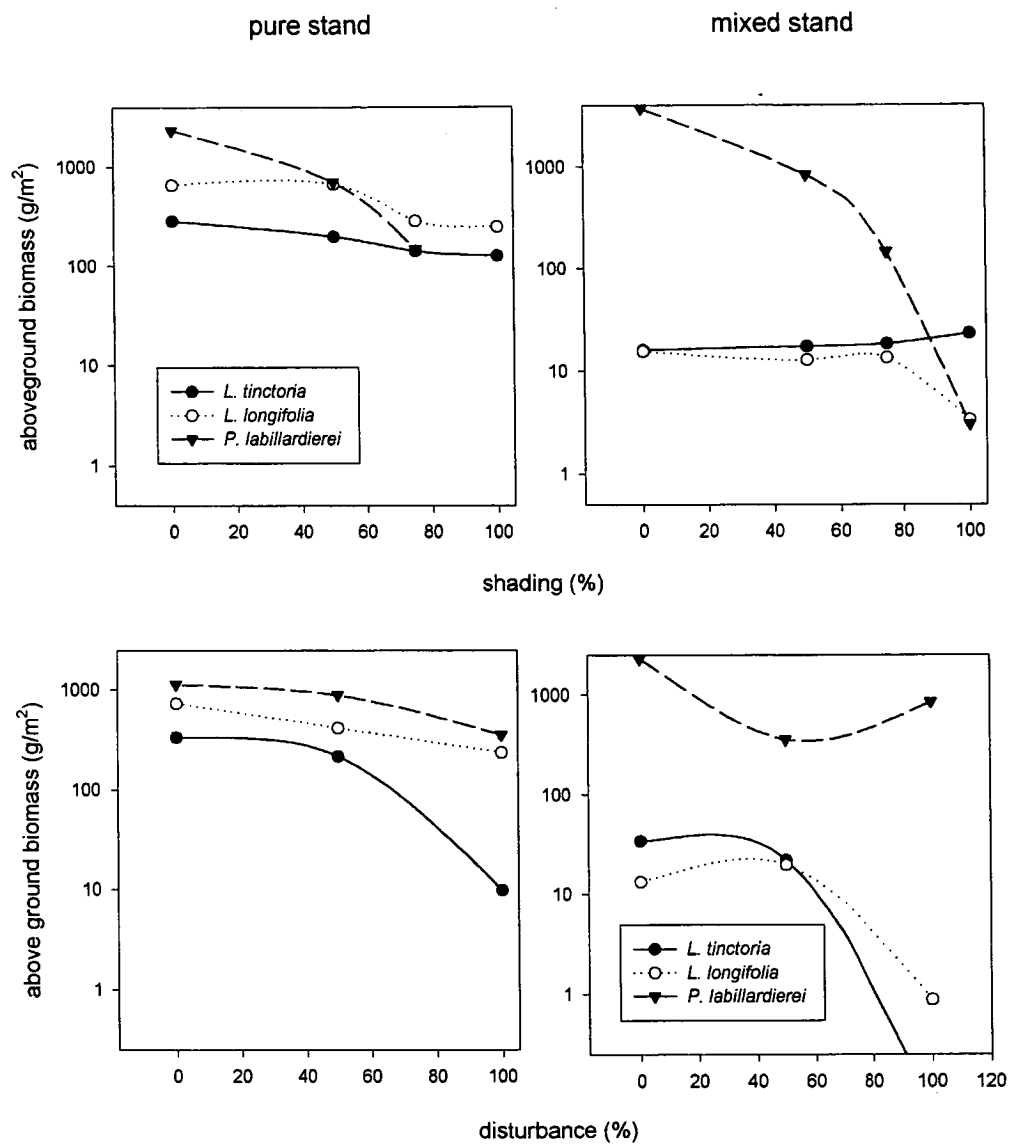 pure stand
mixed stand
aboveground biomass (g/m²)
1000
100
10
1
L. tinctoria
L. longifolia
P. labillardierei
0 20 40 60 80 100
1000
100
10
1
0 20 40 60 80 100
shading (%)
above ground biomass (g/m²)
1000
100
10
1
0 20 40 60 80 100
1000
100
10
1
L. tinctoria
L. longifolia
P. labillardierei
0 20 40 60 80 100 120
disturbance (%)